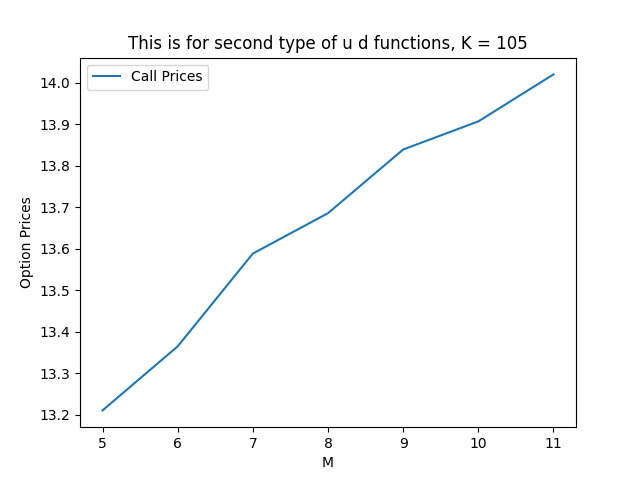 This is for second type of u d functions, K = 105
Call Prices
Option Prices
14.0
13.9
13.8
13.7
13.6
13.5
13.4
13.3
13.2
5 6 7 8 9 10 11
M